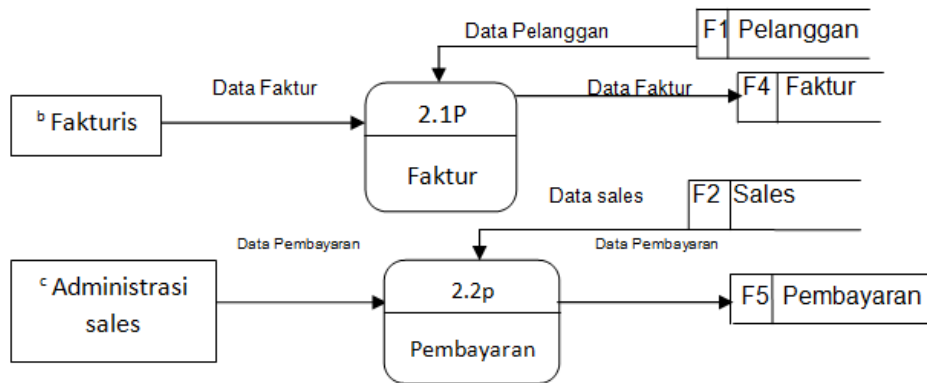 Data Pelanggan
F1 Pelanggan
Data Faktur
Data Faktur
F4 Faktur
b Fakturis
2.1P
Faktur
Data sales
F2 Sales
Data Pembayaran
Data Pembayaran
c Administrasi
sales
2.2p
Pembayaran
F5 Pembayaran